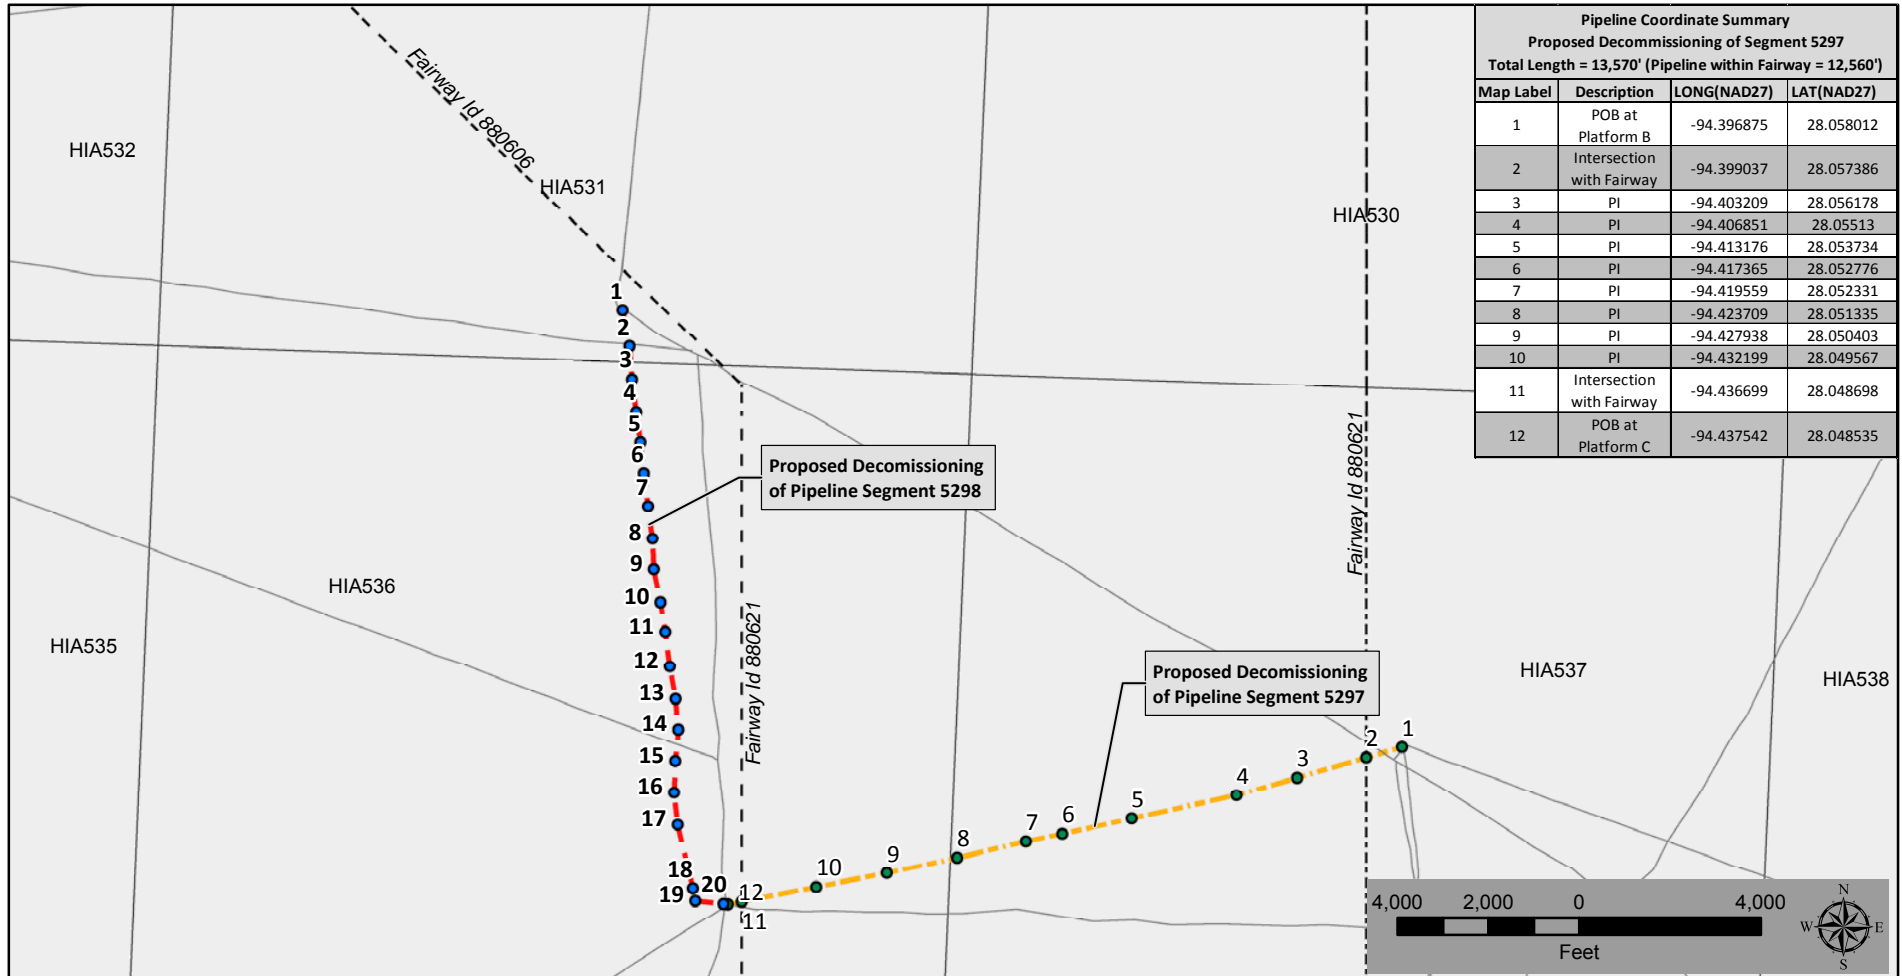 Pipeline Coordinate Summary
Proposed Decommissioning of Segment 5297
Total Length = 13,570' (Pipeline within Fairway = 12,560')
Map Label Description LONG(NAD27) LAT(NAD27)
1 POB at Platform B -94.396875 28.058012
2 Intersection with Fairway -94.399037 28.057386
3 PI -94.403209 28.056178
4 PI -94.406851 28.05513
5 PI -94.413176 28.053734
6 PI -94.417365 28.052776
7 PI -94.419559 28.052331
8 PI -94.423709 28.051335
9 PI -94.427938 28.050403
10 PI -94.432199 28.049567
11 Intersection with Fairway -94.436699 28.048698
12 POB at Platform C -94.437542 28.048535
Fairway Id 880606
HIA532
HIA531
HIA530
1
2
3
4
5
6
7
8
9
10
11
12
13
14
15
16
17
18
19
20
Proposed Decomissioning
of Pipeline Segment 5298
Fairway Id 880621
Fairway Id 880621
HIA536
HIA535
HIA537
HIA538
Proposed Decomissioning
of Pipeline Segment 5297
1
2
3
4
5
6
7
8
9
10
12
11
4,000 2,000 0 4,000
Feet
N
W E
S